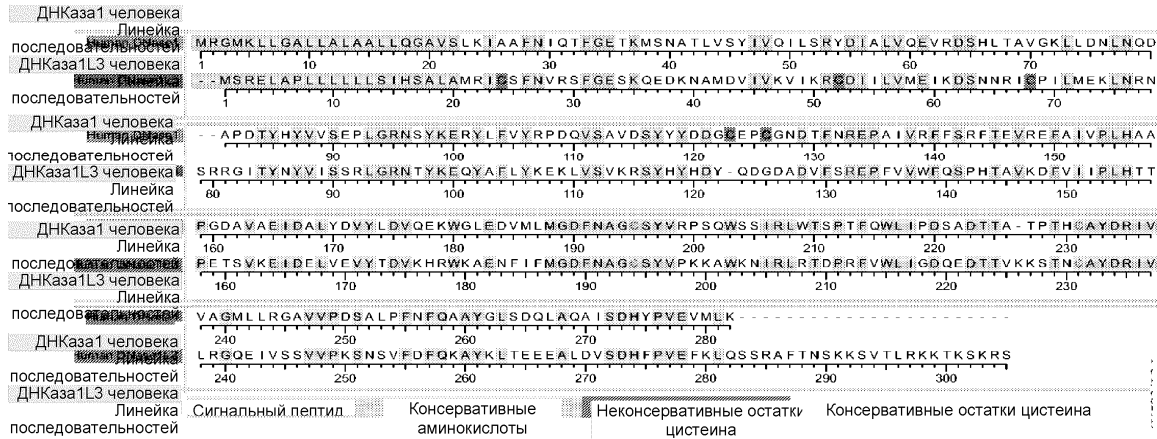 ДНКаза1 человека
Линейка
последовательностей
MRGMKLLGALLALAALLQGAVSLKIAAFNIQTFGETKMSNATLVSYIVQILSRYDIALVQEVRDSHLTAVGKLLDNLNQD
1 10 20 30 40 50 60 70 80
ДНКаза1L3 человека
Линейка
последовательностей
--MSRELAPLLLLLLSIHSALAMRICSFNVRSFGESKQEDKNAMDVIVKVIKRCDIILVMEIKDSNNRICPILMEKLNRN
1 10 20 30 40 50 60 70
ДНКаза1 человека
Линейка
последовательностей
--APDTYHYVVSEPLGRNSYKERYLFVYRPDQVSAVDSYYYDDGCEPCGNDTFNREPAIVRFFSRFTEVREFAIVPLHAA
90 100 110 120 130 140 150
ДНКаза1L3 человека
Линейка
последовательностей
SRRGITYNYVISSRLGRNTYKEQYAFLYKEKLVSVKRSYHYHDY-QDGDADVFSREPFVVWFQSPHTAVKDFVIIPLHTT
80 90 100 110 120 130 140 150
ДНКаза1 человека
Линейка
последовательностей
PGDAVAEIDALYDVYLDVQEKWGLEDVMLMGDFNAGCSYVRPSQWSSIRLWTSPTFQWLIPDSADTTA-TPTHCAYDRIV
160 170 180 190 200 210 220 230
ДНКаза1L3 человека
Линейка
последовательностей
PETSVKEIDELVEVYTDVKHRWKAENFIFMGDFNAGCSYVPKKAWKNIRLRTDPRFVWLIGDQEDTTVKKSTNCAYDRIV
160 170 180 190 200 210 220 230
ДНКаза1 человека
Линейка
последовательностей
VAGMLLRGAVVPDSALPFNFQAAYGLSDQLAQAISDHYPVEVMLK-----------------------
240 250 260 270 280
ДНКаза1L3 человека
Линейка
последовательностей
LRGQEIVSSVVPKSNSVFDFQKAYKLTEEEALDVSDHFPVEFKLQSSRAFTNSKKSVTLRKKTKSKRS
240 250 260 270 280 290 300
Сигнальный пептид
Консервативные аминокислоты
Неконсервативные остатки цистеина
Консервативные остатки цистеина